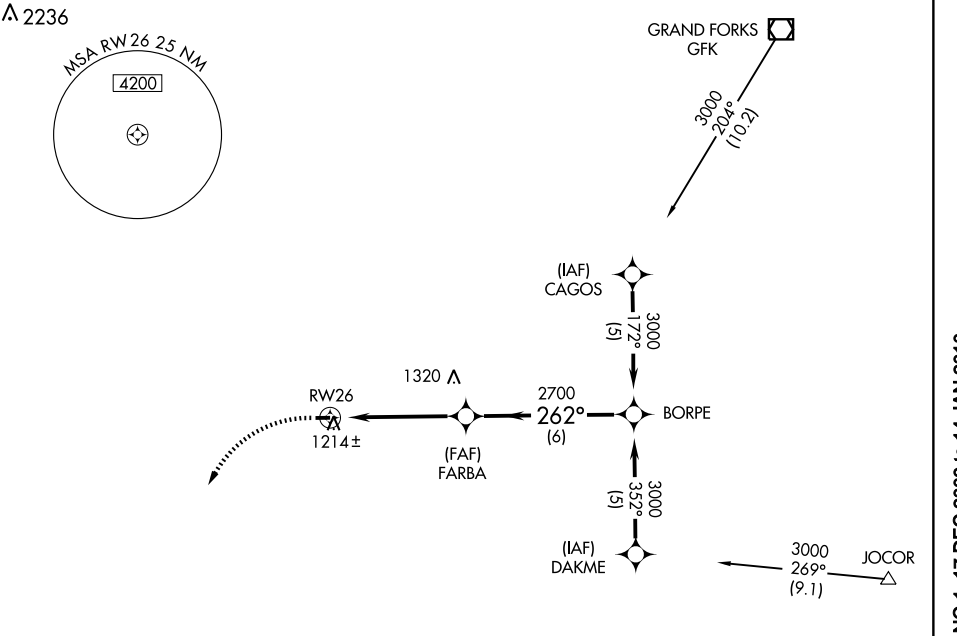 2236
MSA RW26 25 NM
4200
GRAND FORKS
GFK
3000
204°
(10.2)
(IAF)
CAGOS
3000
172°
(5)
1320
RW26
1214±
2700
262°
(6)
BORPE
(FAF)
FARBA
3000
352°
(5)
(IAF)
DAKME
3000
269°
(9.1)
JOCOR